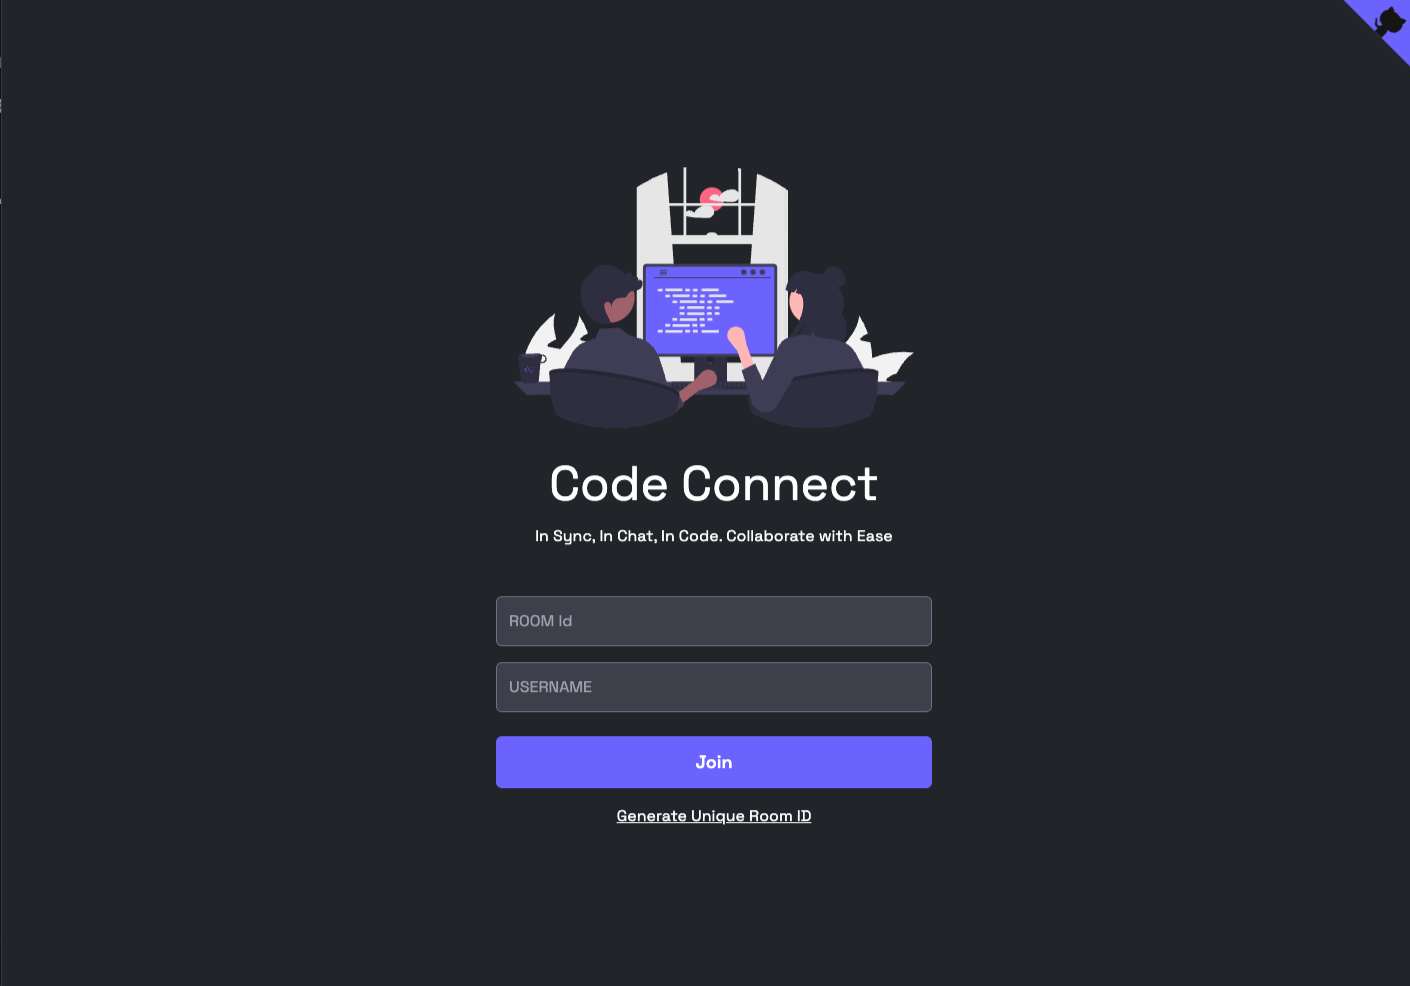 Code Connect
In Sync, In Chat, In Code. Collaborate with Ease
ROOM Id
USERNAME
Join
Generate Unique Room ID